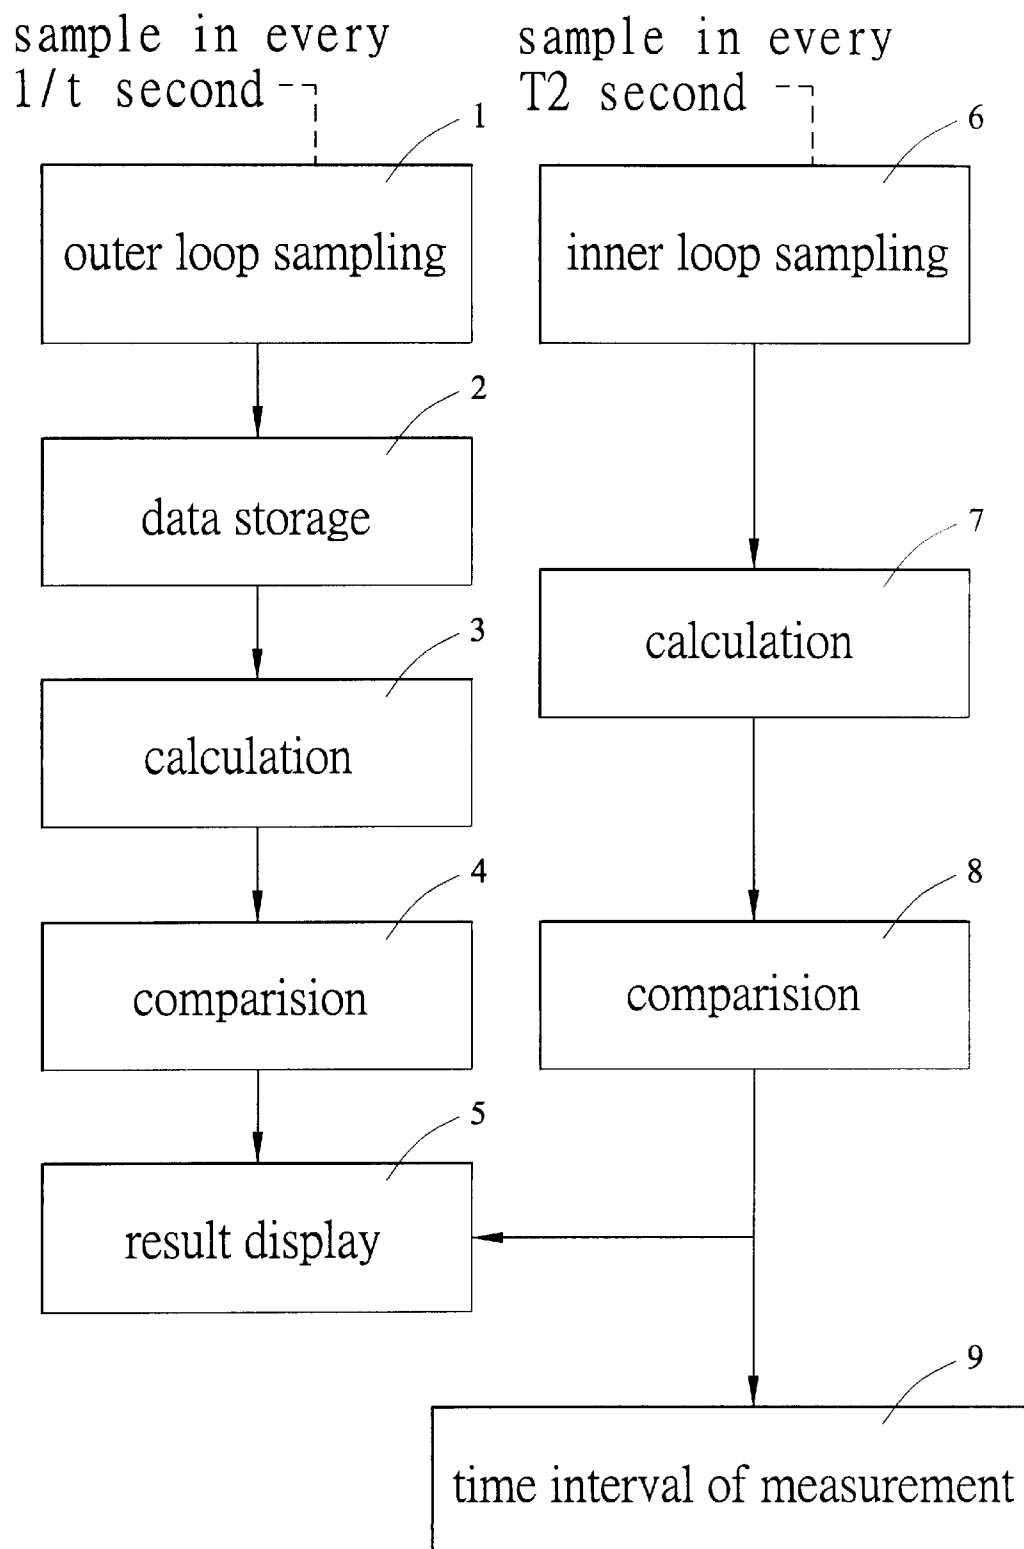 sample in every
1/t second
1
outer loop sampling
2
data storage
3
calculation
4
comparision
5
result display
sample in every
T2 second
6
inner loop sampling
7
calculation
8
comparision
9
time interval of measurement